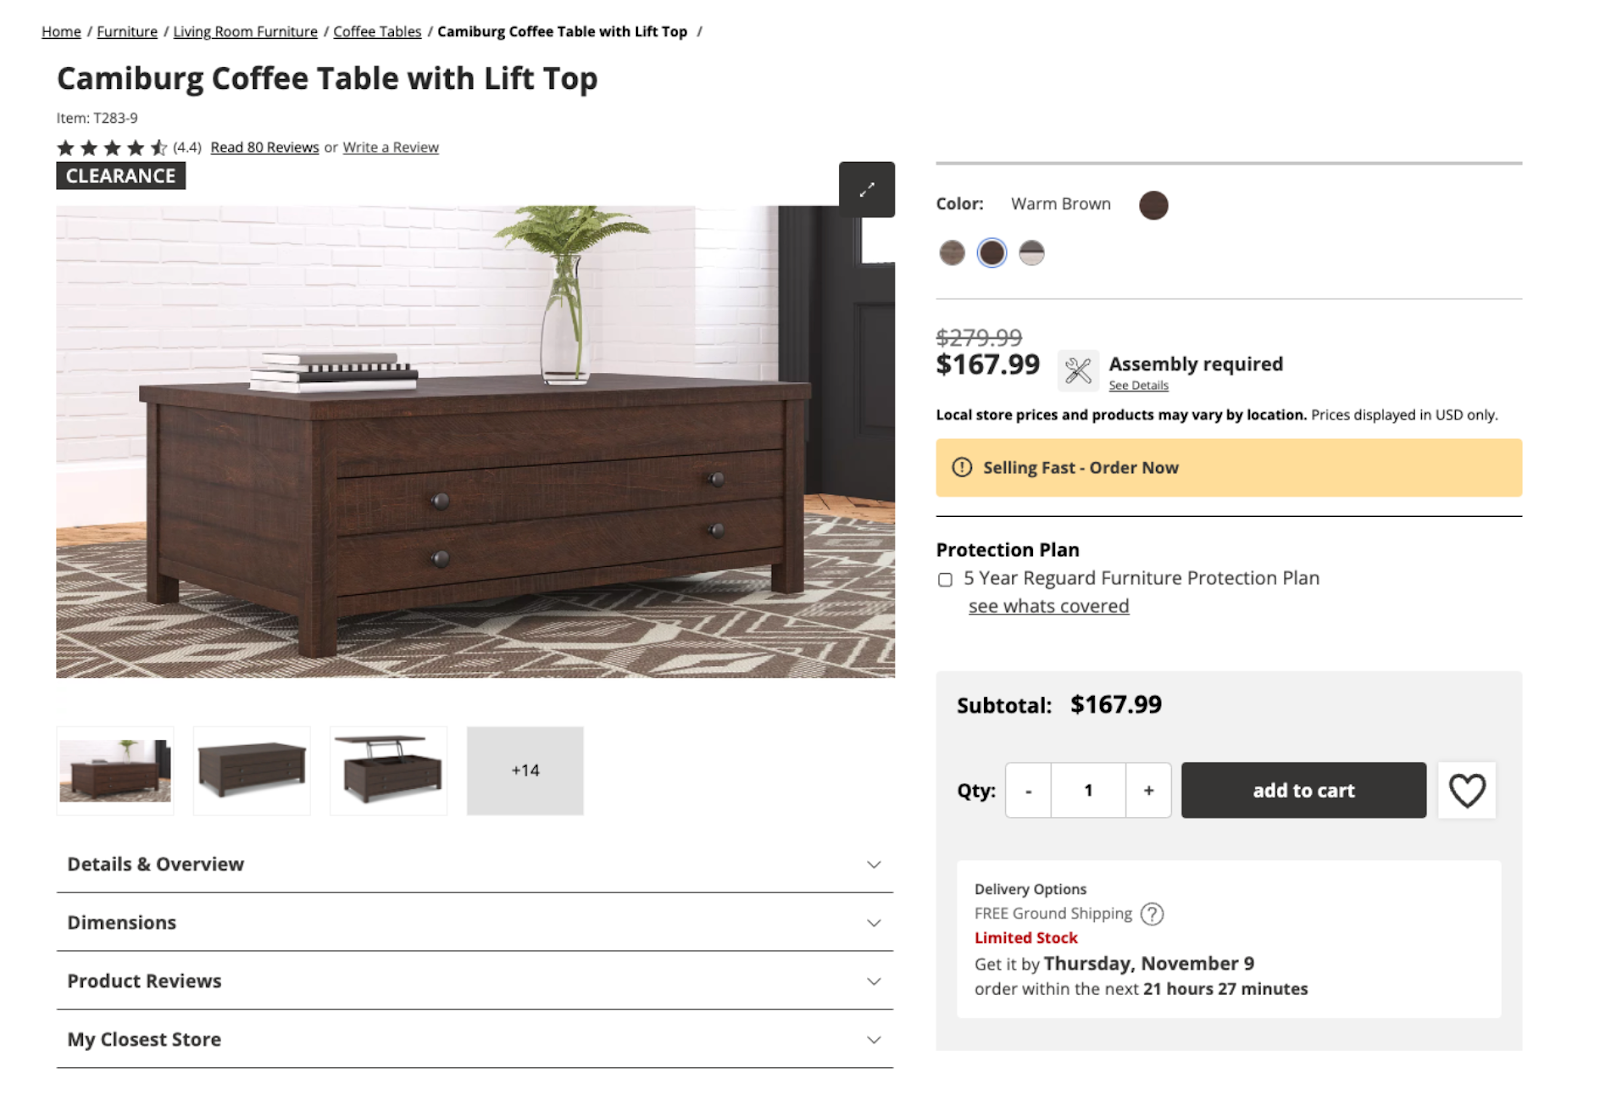 Home / Furniture / Living Room Furniture / Coffee Tables / Camiburg Coffee Table with Lift Top /
Camiburg Coffee Table with Lift Top
Item: T283-9
(4.4) Read 80 Reviews or Write a Review
CLEARANCE
+14
Details & Overview
Dimensions
Product Reviews
My Closest Store
Color: Warm Brown
$279.99
$167.99
Assembly required
See Details
Local store prices and products may vary by location. Prices displayed in USD only.
Selling Fast - Order Now
Protection Plan
5 Year Reguard Furniture Protection Plan
see whats covered
Subtotal: $167.99
Qty: - 1 + add to cart
Delivery Options
FREE Ground Shipping ?
Limited Stock
Get it by Thursday, November 9
order within the next 21 hours 27 minutes